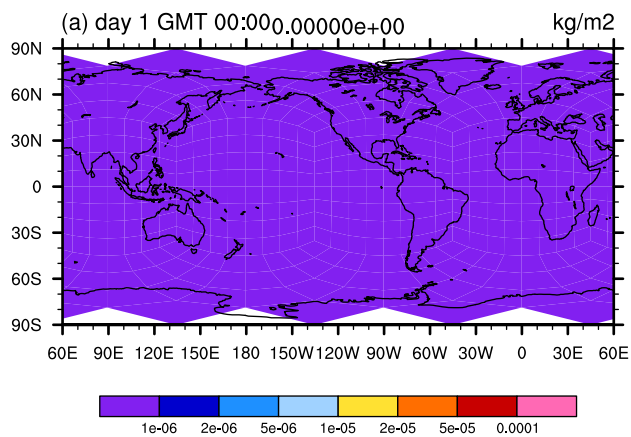 (a) day 1 GMT 00:00 0.00000e+00 kg/m2
90N
60N
30N
0
30S
60S
90S
60E 90E 120E 150E 180 150W 120W 90W 60W 30W 0 30E 60E
1e-06 2e-06 5e-06 1e-05 2e-05 5e-05 0.0001